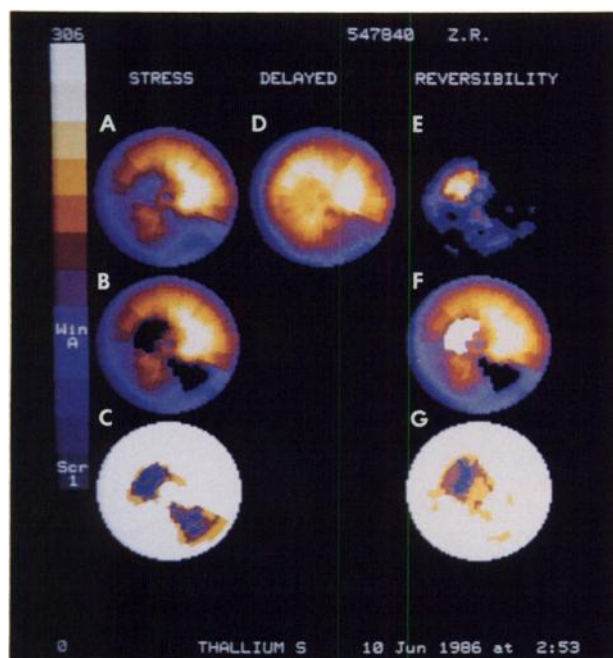 306 547840 Z.R.
STRESS DELAYED REVERSIBILITY
A D E
B F
Win
A
C G
Scr
1
0 THALLIUM S 10 Jun 1986 at 2:53